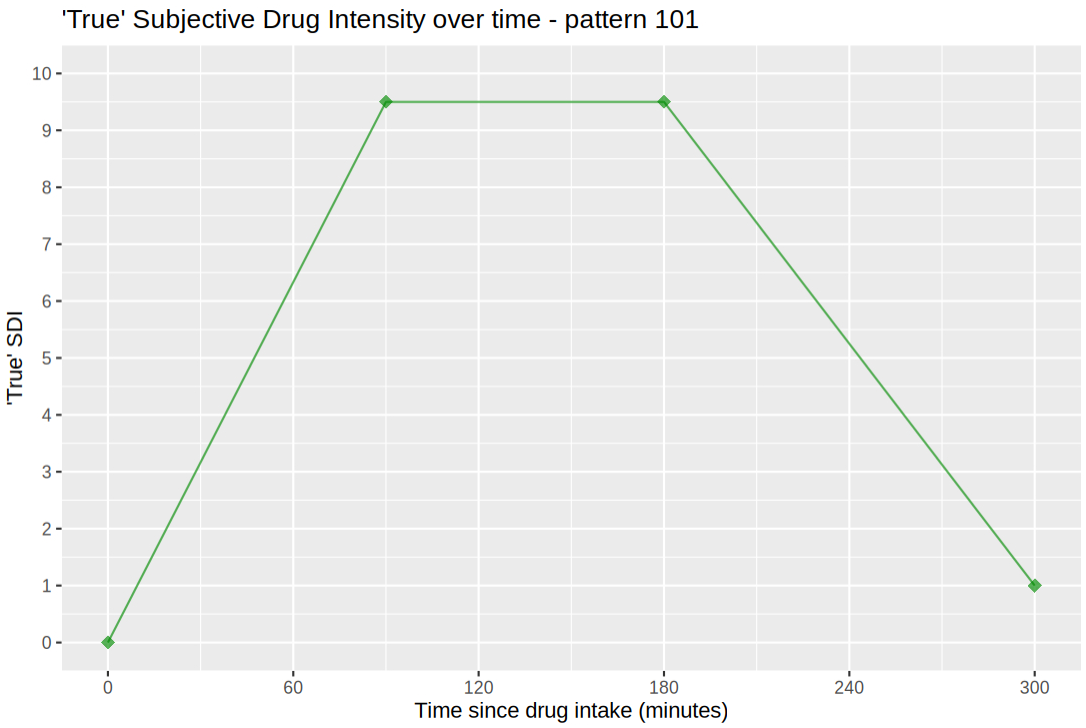 'True' Subjective Drug Intensity over time - pattern 101
10
9
8
7
6
5
4
3
2
1
0
'True' SDI
0 60 120 180 240 300
Time since drug intake (minutes)